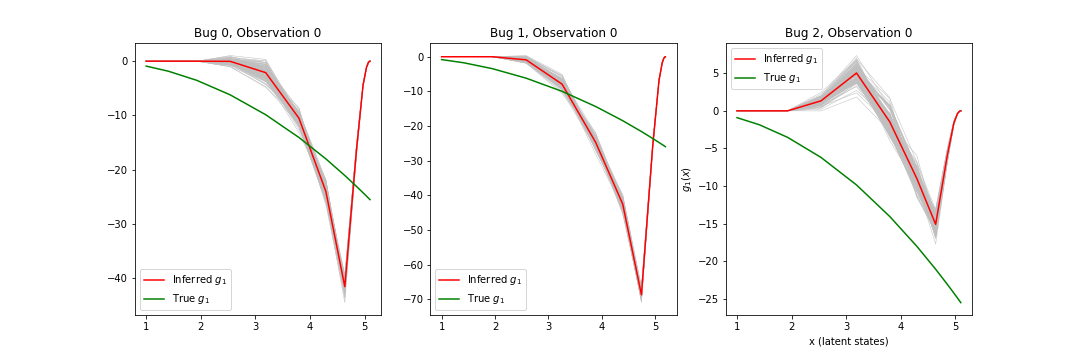 Bug 0, Observation 0
0
−10
−20
−30
−40
Inferred g₁
True g₁
1 2 3 4 5
Bug 1, Observation 0
0
−10
−20
−30
−40
−50
−60
−70
Inferred g₁
True g₁
1 2 3 4 5
Bug 2, Observation 0
Inferred g₁
True g₁
5
0
−5
−10
−15
−20
−25
g₁(x)
1 2 3 4 5
x (latent states)